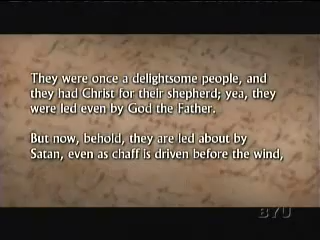 They were once a delightsome people, and
they had Christ for their shepherd; yea, they
were led even by God the Father.
But now, behold, they are led about by
Satan, even as chaff is driven before the wind,
BYU